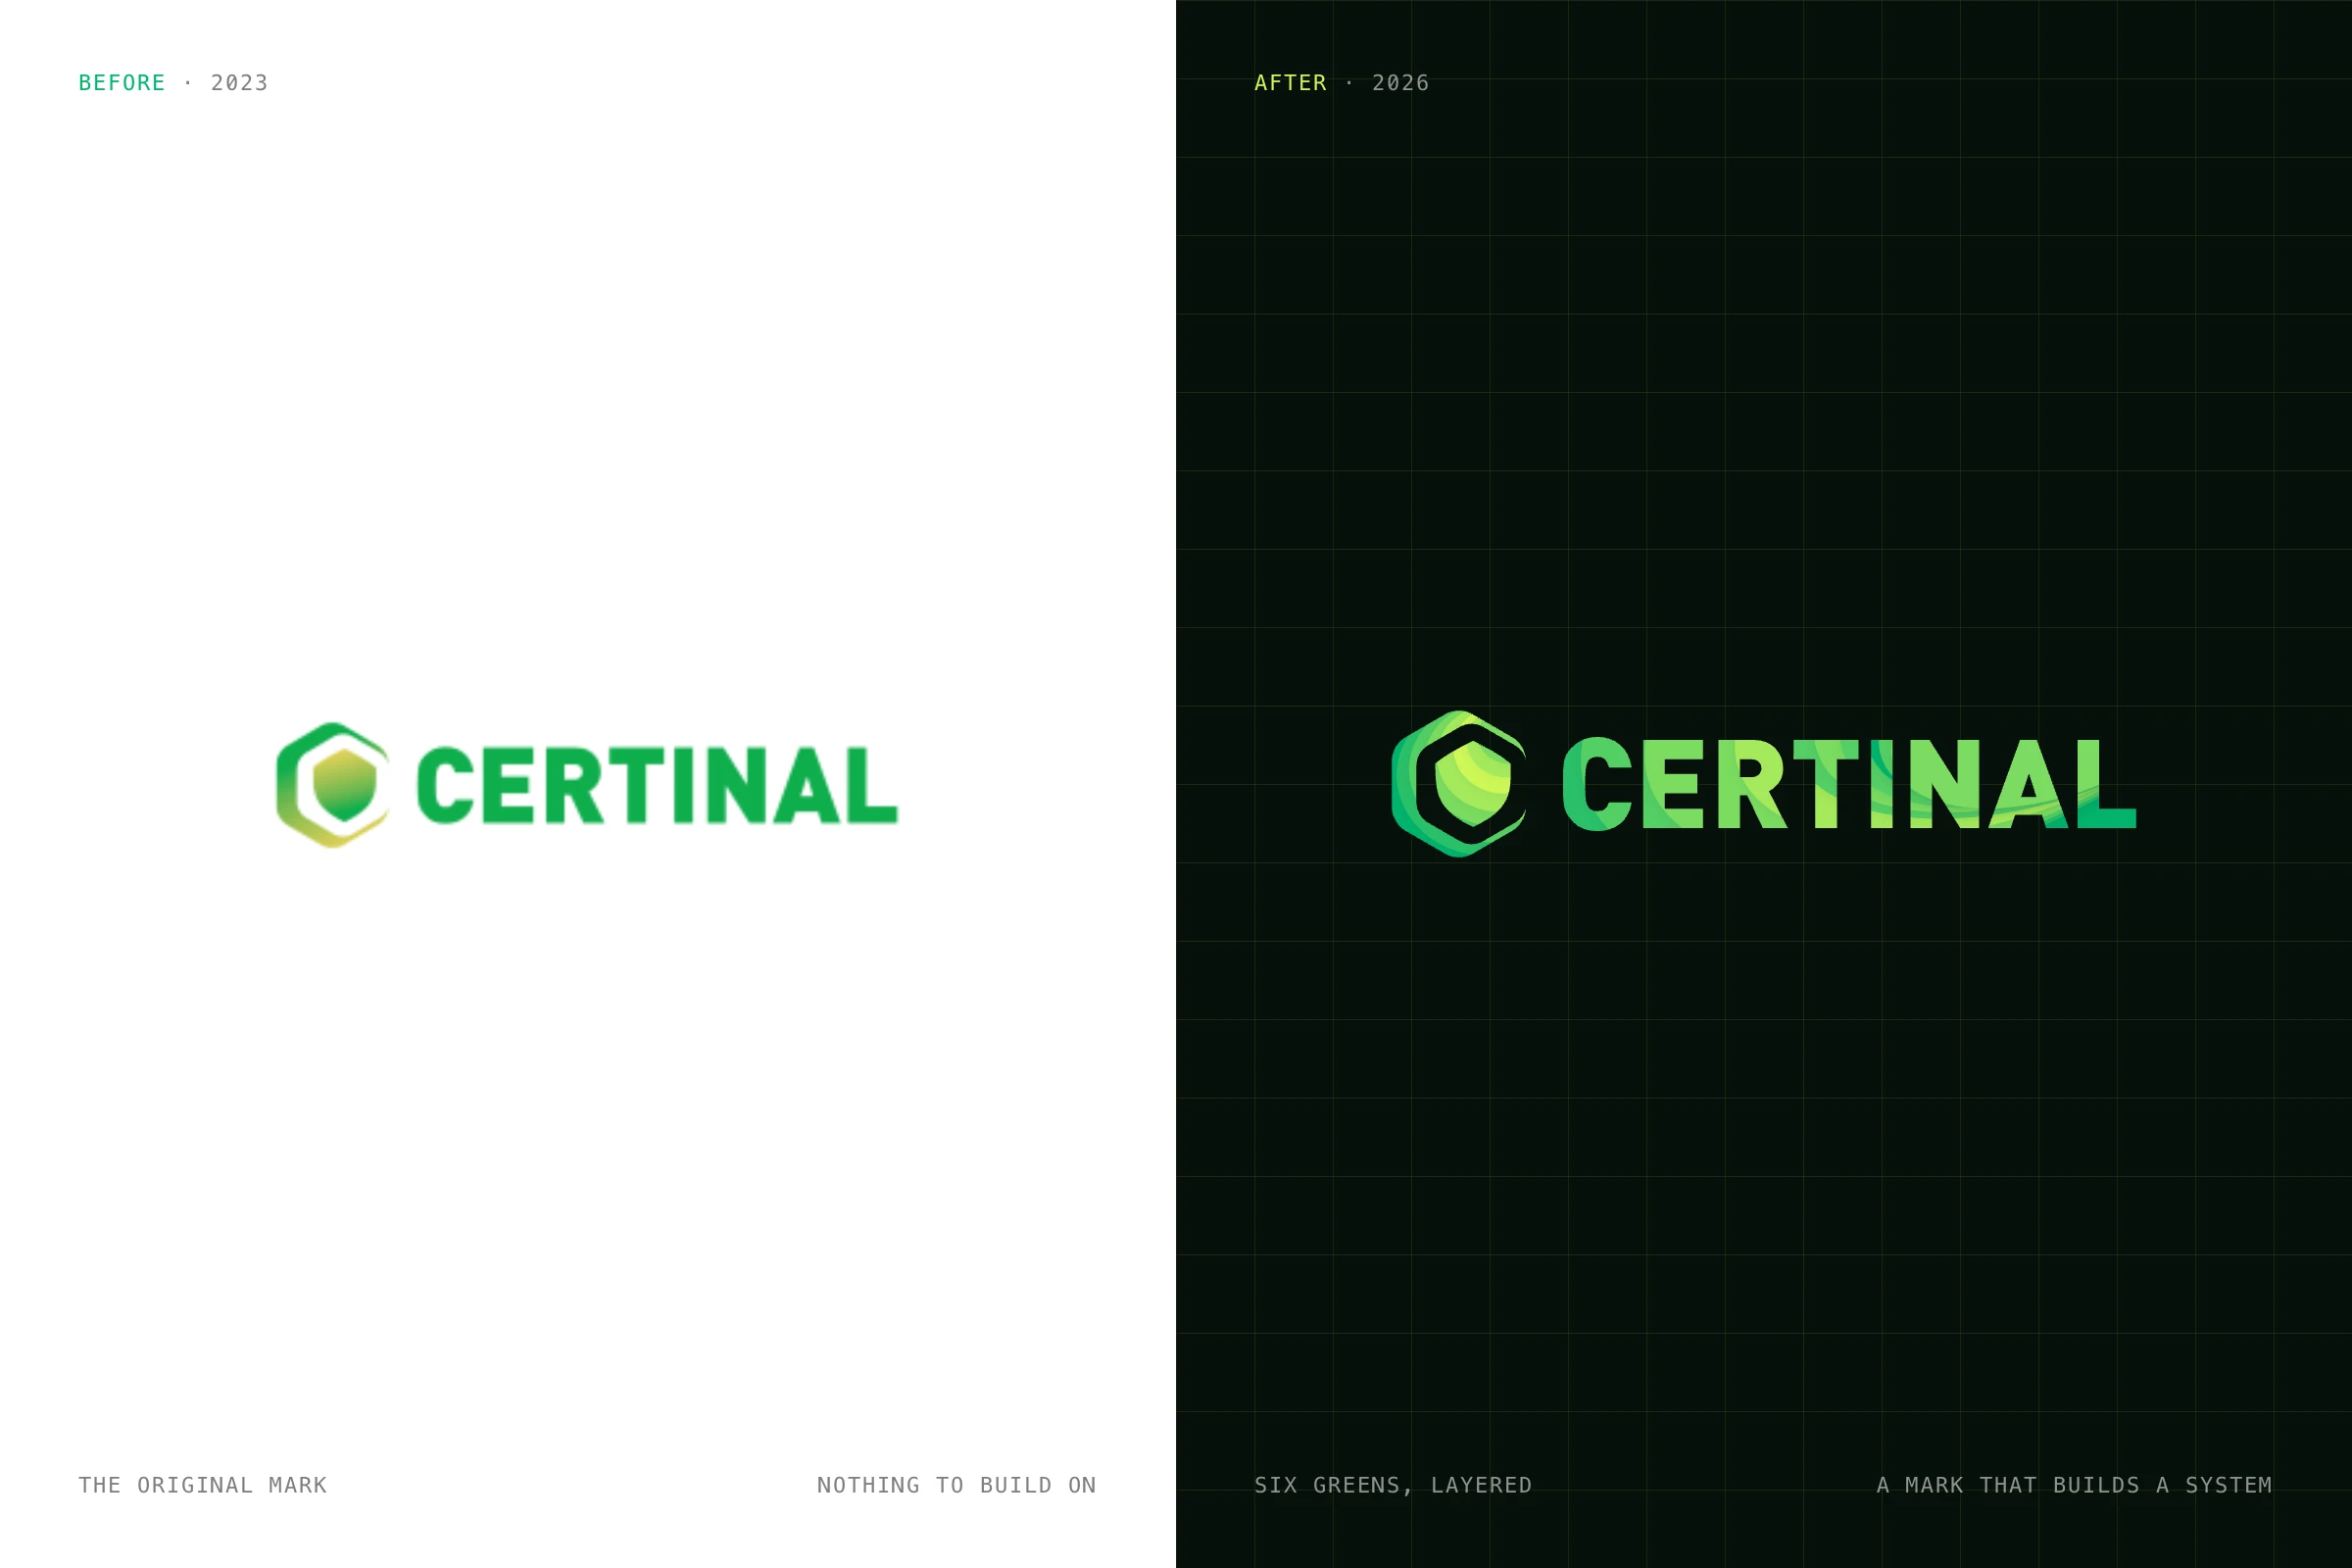 BEFORE · 2023
AFTER · 2026
CERTINAL
CERTINAL
THE ORIGINAL MARK
NOTHING TO BUILD ON
SIX GREENS, LAYERED
A MARK THAT BUILDS A SYSTEM